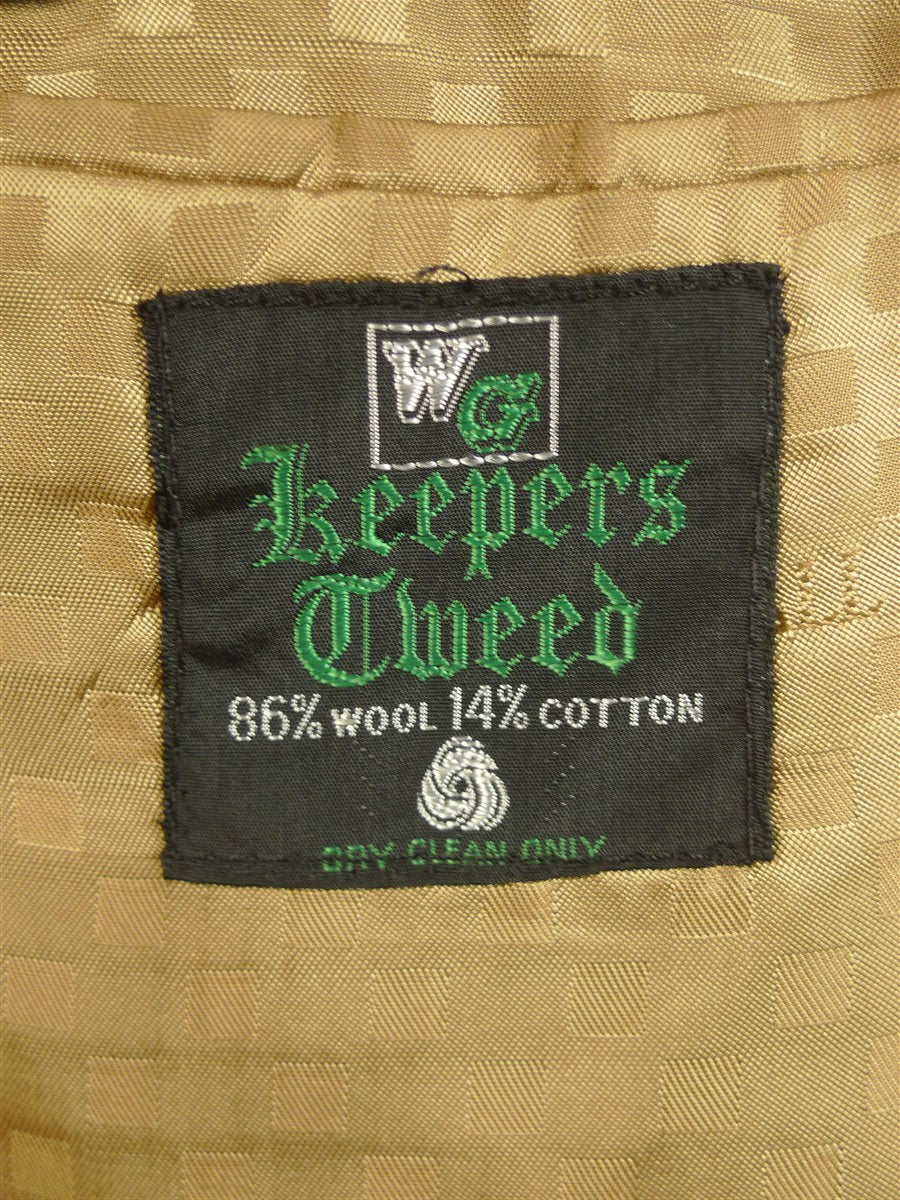 WG
Keepers
Tweed
86% WOOL 14% COTTON
DRY CLEAN ONLY